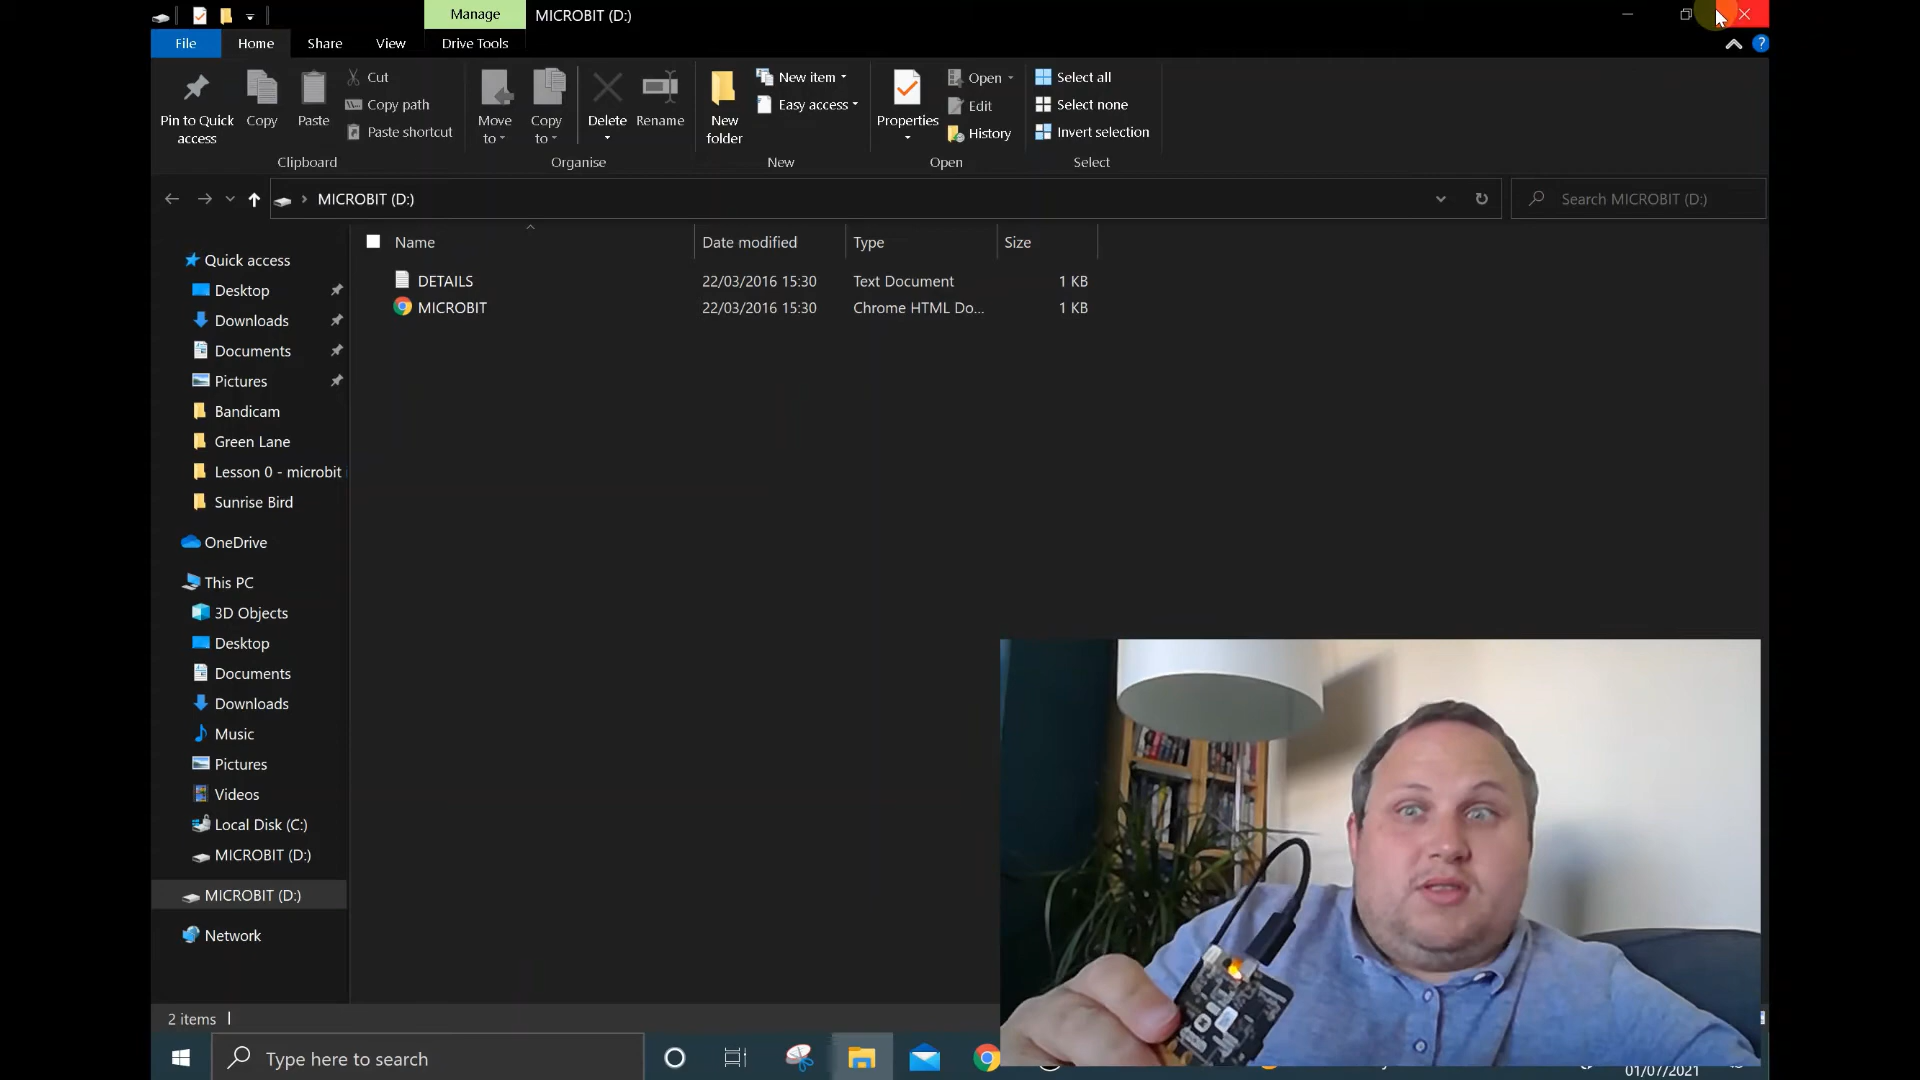 Manage
MICROBIT (D:)
File
Home
Share
View
Drive Tools
Pin to Quick
access
Copy
Paste
Cut
Copy path
Paste shortcut
Clipboard
Move
to
Copy
to
Delete
Rename
Organise
New
folder
New item
Easy access
New
Properties
Open
Edit
History
Open
Select all
Select none
Invert selection
Select
MICROBIT (D:)
Search MICROBIT (D:)
Name
Date modified
Type
Size
DETAILS
22/03/2016 15:30
Text Document
1 KB
MICROBIT
22/03/2016 15:30
Chrome HTML Do...
1 KB
Quick access
Desktop
Downloads
Documents
Pictures
Bandicam
Green Lane
Lesson 0 - microbit
Sunrise Bird
OneDrive
This PC
3D Objects
Desktop
Documents
Downloads
Music
Pictures
Videos
Local Disk (C:)
MICROBIT (D:)
MICROBIT (D:)
Network
2 items
Type here to search
01/07/2021